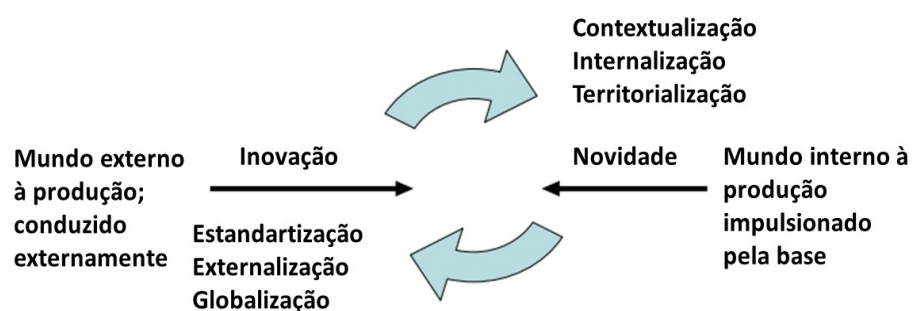 Contextualização
Internalização
Territorialização
Mundo externo
à produção;
conduzido
externamente
Inovação
Estandartização
Externalização
Globalização
Novidade
Mundo interno à
produção
impulsionado
pela base